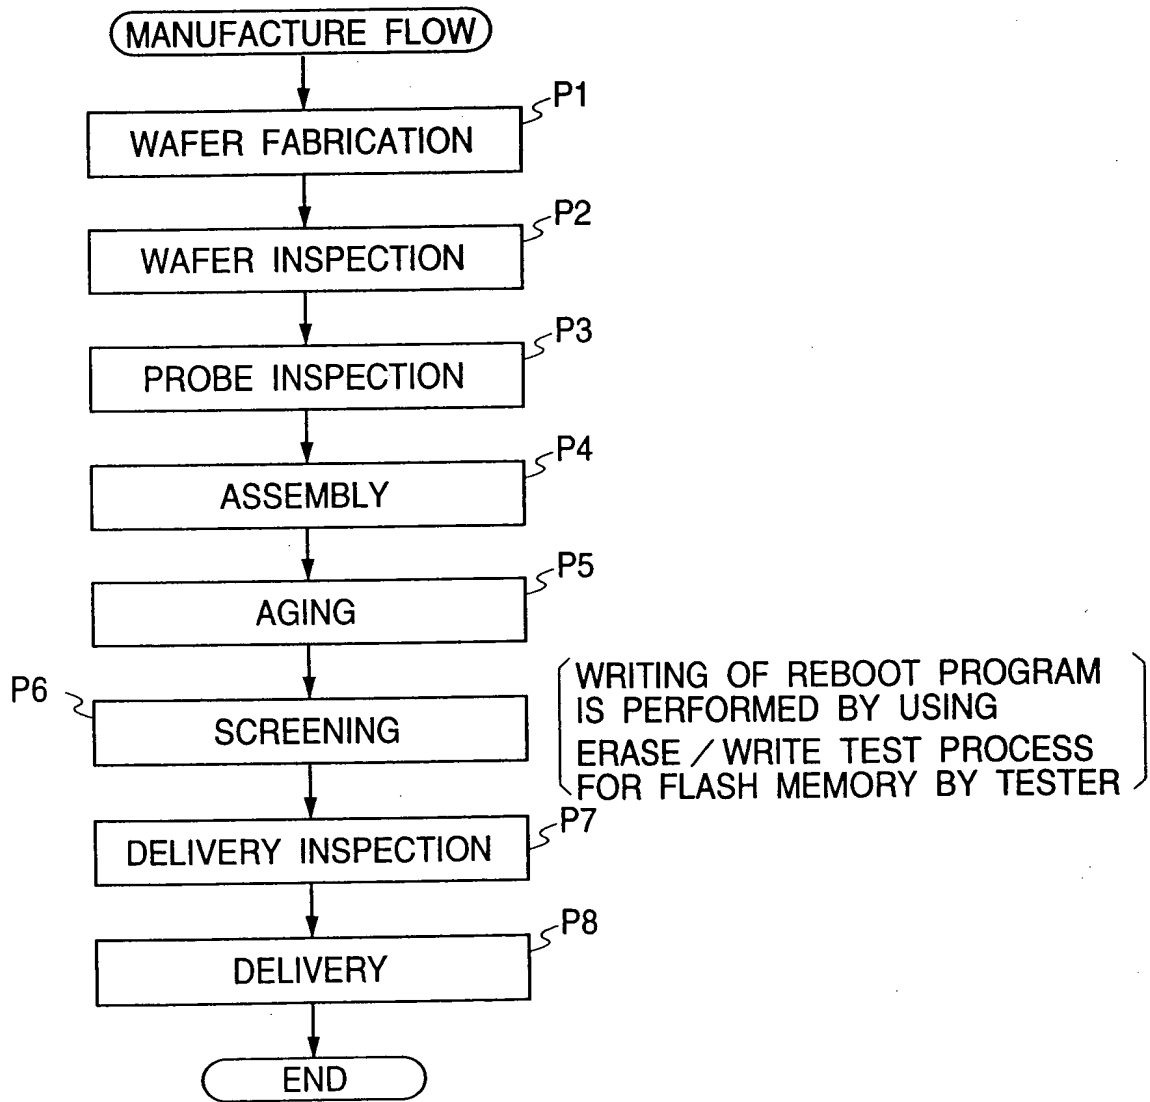 MANUFACTURE FLOW
P1
WAFER FABRICATION
P2
WAFER INSPECTION
P3
PROBE INSPECTION
P4
ASSEMBLY
P5
AGING
P6
SCREENING
WRITING OF REBOOT PROGRAM
IS PERFORMED BY USING
ERASE / WRITE TEST PROCESS
FOR FLASH MEMORY BY TESTER
P7
DELIVERY INSPECTION
P8
DELIVERY
END